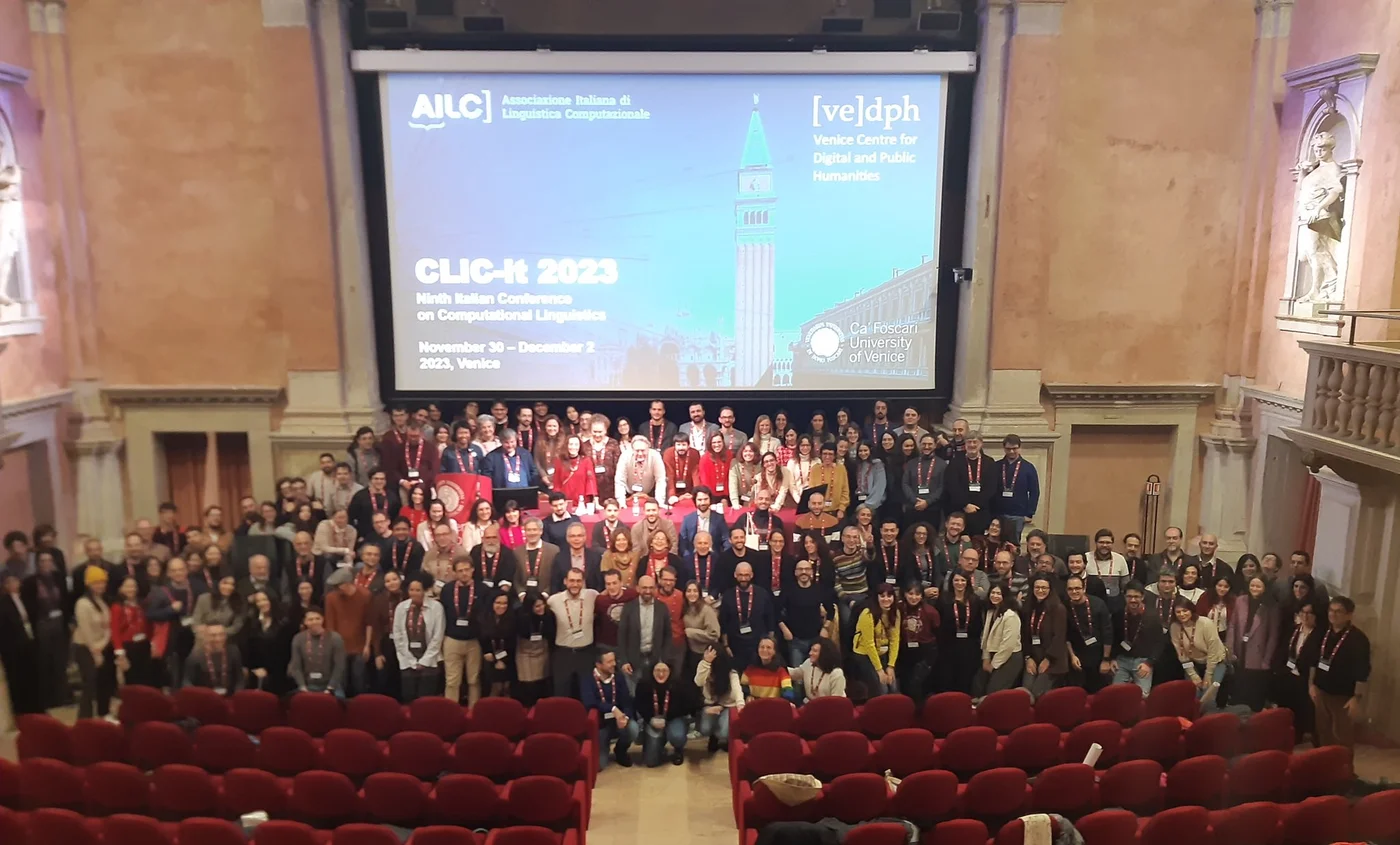 AILC]
Associazione Italiana di
Linguistica Computazionale
[ve]dph
Venice Centre for
Digital and Public
Humanities
CLiC-it 2023
Ninth Italian Conference
on Computational Linguistics
November 30 – December 2
2023, Venice
Ca' Foscari
University
of Venice